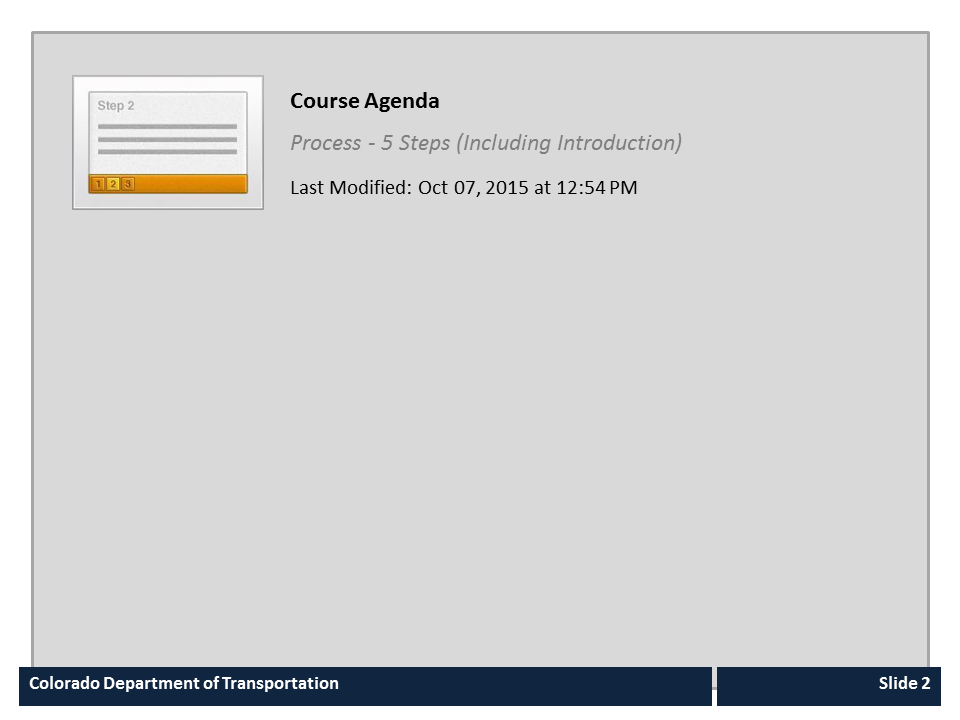 Step 2
1 2 3
Course Agenda
Process - 5 Steps (Including Introduction)
Last Modified: Oct 07, 2015 at 12:54 PM
Colorado Department of Transportation
Slide 2